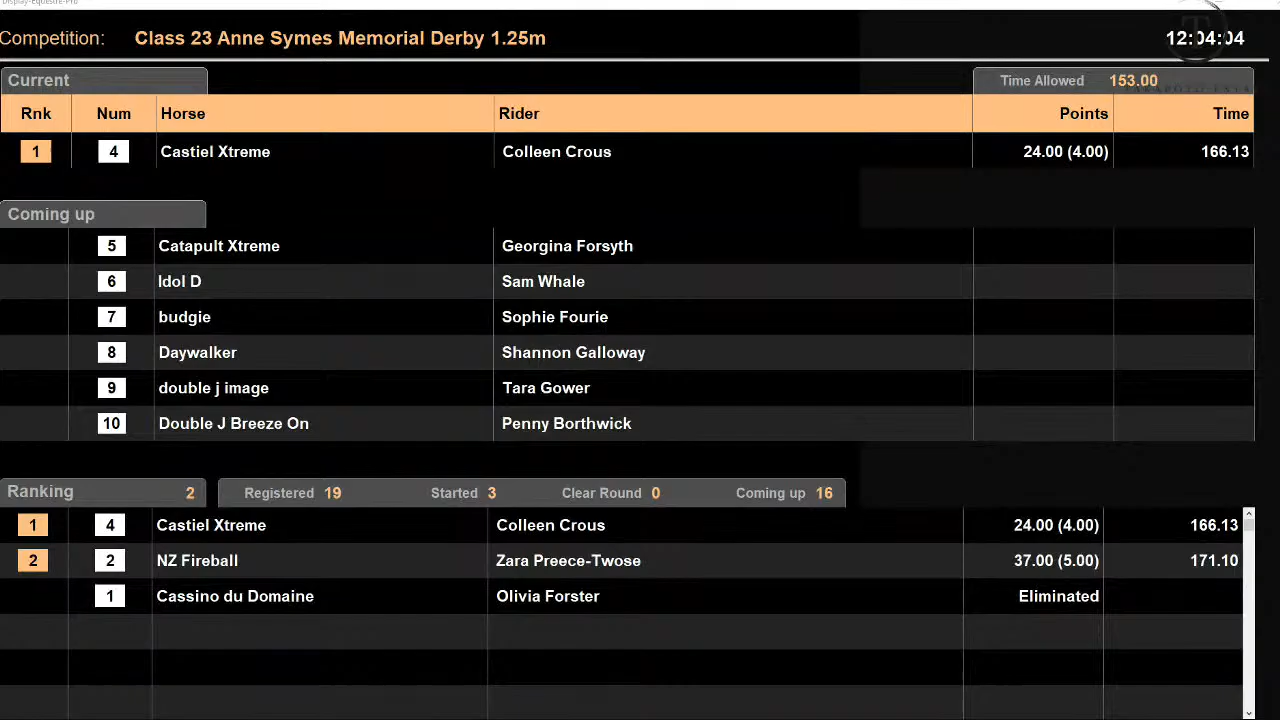 Display-Equestre-Pro
Competition: Class 23 Anne Symes Memorial Derby 1.25m 12:04:04
Current Time Allowed 153.00
Rnk Num Horse Rider Points Time
1 4 Castiel Xtreme Colleen Crous 24.00 (4.00) 166.13
Coming up
5 Catapult Xtreme Georgina Forsyth
6 Idol D Sam Whale
7 budgie Sophie Fourie
8 Daywalker Shannon Galloway
9 double j image Tara Gower
10 Double J Breeze On Penny Borthwick
Ranking 2 Registered 19 Started 3 Clear Round 0 Coming up 16
1 4 Castiel Xtreme Colleen Crous 24.00 (4.00) 166.13
2 2 NZ Fireball Zara Preece-Twose 37.00 (5.00) 171.10
1 Cassino du Domaine Olivia Forster Eliminated